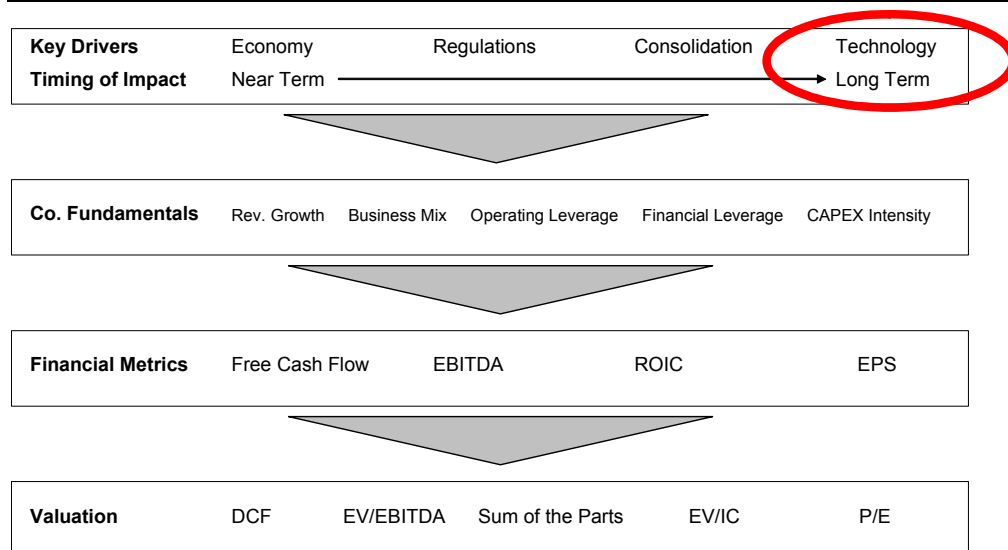 Key Drivers Economy Regulations Consolidation Technology
Timing of Impact Near Term Long Term
Co. Fundamentals Rev. Growth Business Mix Operating Leverage Financial Leverage CAPEX Intensity
Financial Metrics Free Cash Flow EBITDA ROIC EPS
Valuation DCF EV/EBITDA Sum of the Parts EV/IC P/E